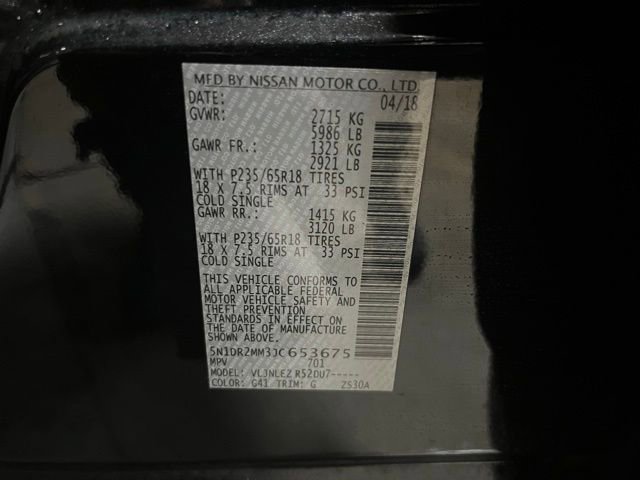 MFD BY NISSAN MOTOR CO., LTD.
DATE: 04/18
GVWR: 2715 KG
5986 LB
GAWR FR.: 1325 KG
2921 LB
WITH P235/65R18 TIRES
18 X 7.5 RIMS AT 33 PSI
COLD SINGLE
GAWR RR.: 1415 KG
3120 LB
WITH P235/65R18 TIRES
18 X 7.5 RIMS AT 33 PSI
COLD SINGLE
THIS VEHICLE CONFORMS TO
ALL APPLICABLE FEDERAL
MOTOR VEHICLE SAFETY AND
THEFT PREVENTION
STANDARDS IN EFFECT ON
THE DATE OF MANUFACTURE
SHOWN ABOVE.
5N1DR2MM3JC653675
MPV 701
MODEL: VLJNLEZ R52DU7-----
COLOR: G41 TRIM: G ZS30A